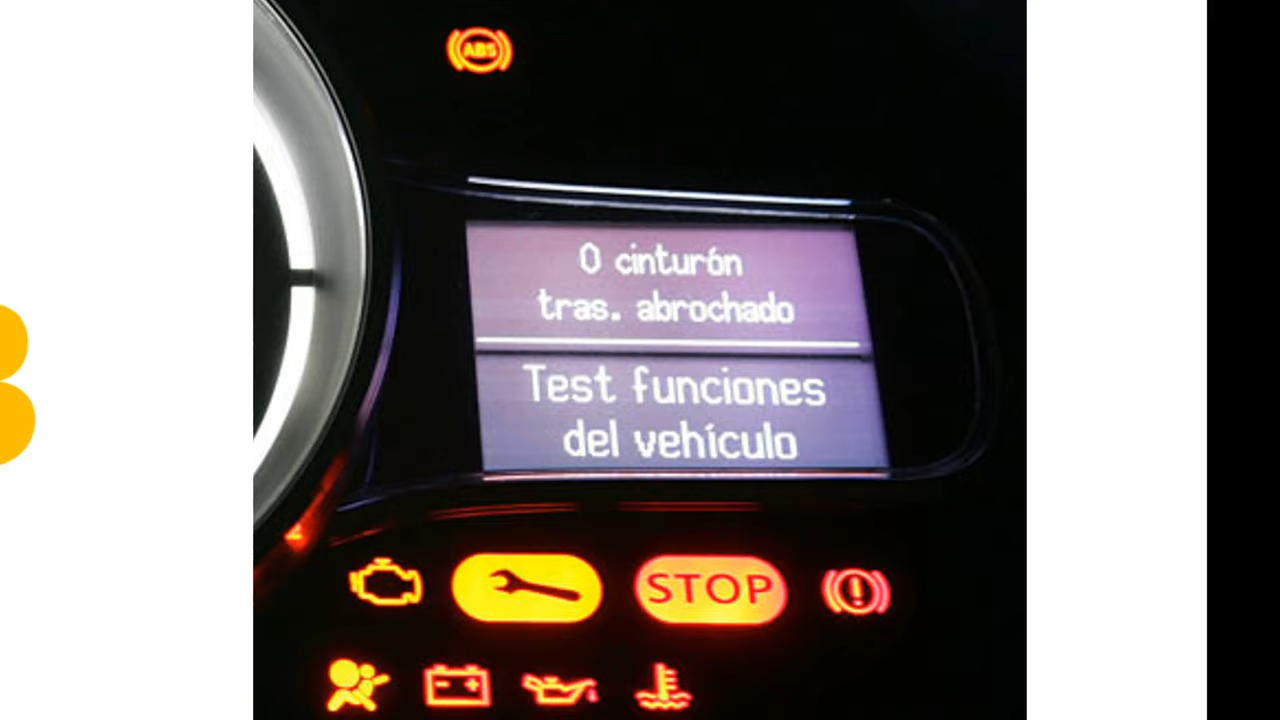 ABS
0 cinturón
tras. abrochado
Test funciones
del vehículo
STOP